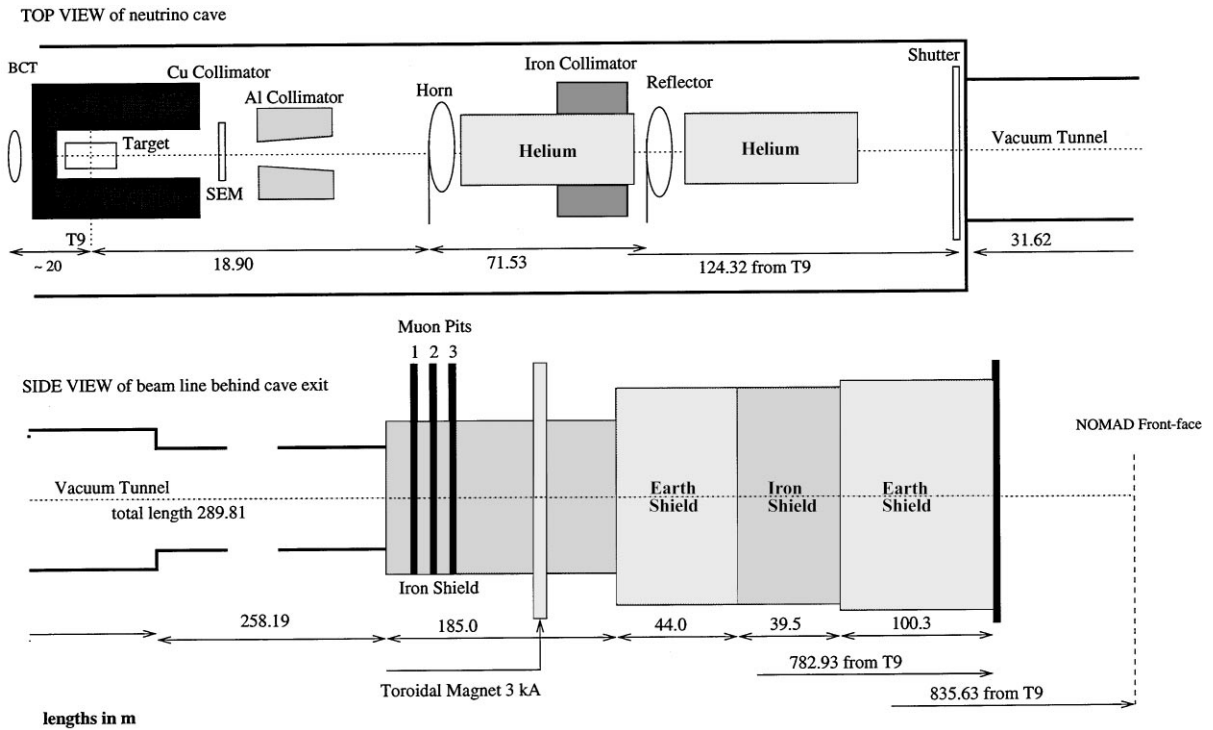 TOP VIEW of neutrino cave
BCT
Cu Collimator
Al Collimator
Horn
Iron Collimator
Reflector
Shutter
Target
SEM
Helium
Helium
Vacuum Tunnel
T9
~ 20
18.90
71.53
124.32 from T9
31.62
Muon Pits
1 2 3
SIDE VIEW of beam line behind cave exit
NOMAD Front-face
Vacuum Tunnel
total length 289.81
Earth
Shield
Iron
Shield
Earth
Shield
Iron Shield
258.19
185.0
44.0
39.5
100.3
782.93 from T9
Toroidal Magnet 3 kA
835.63 from T9
lengths in m